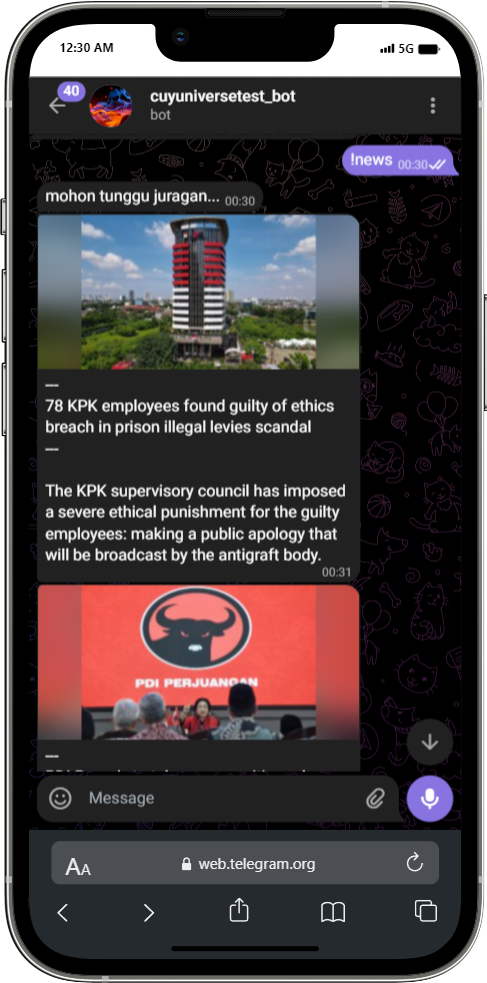 12:30 AM
5G
40
cuyuniversetest_bot
bot
!news 00:30
mohon tunggu juragan... 00:30
---
78 KPK employees found guilty of ethics
breach in prison illegal levies scandal
---
The KPK supervisory council has imposed
a severe ethical punishment for the guilty
employees: making a public apology that
will be broadcast by the antigraft body.
00:31
PDI PERJUANGAN
---
Message
AA
web.telegram.org